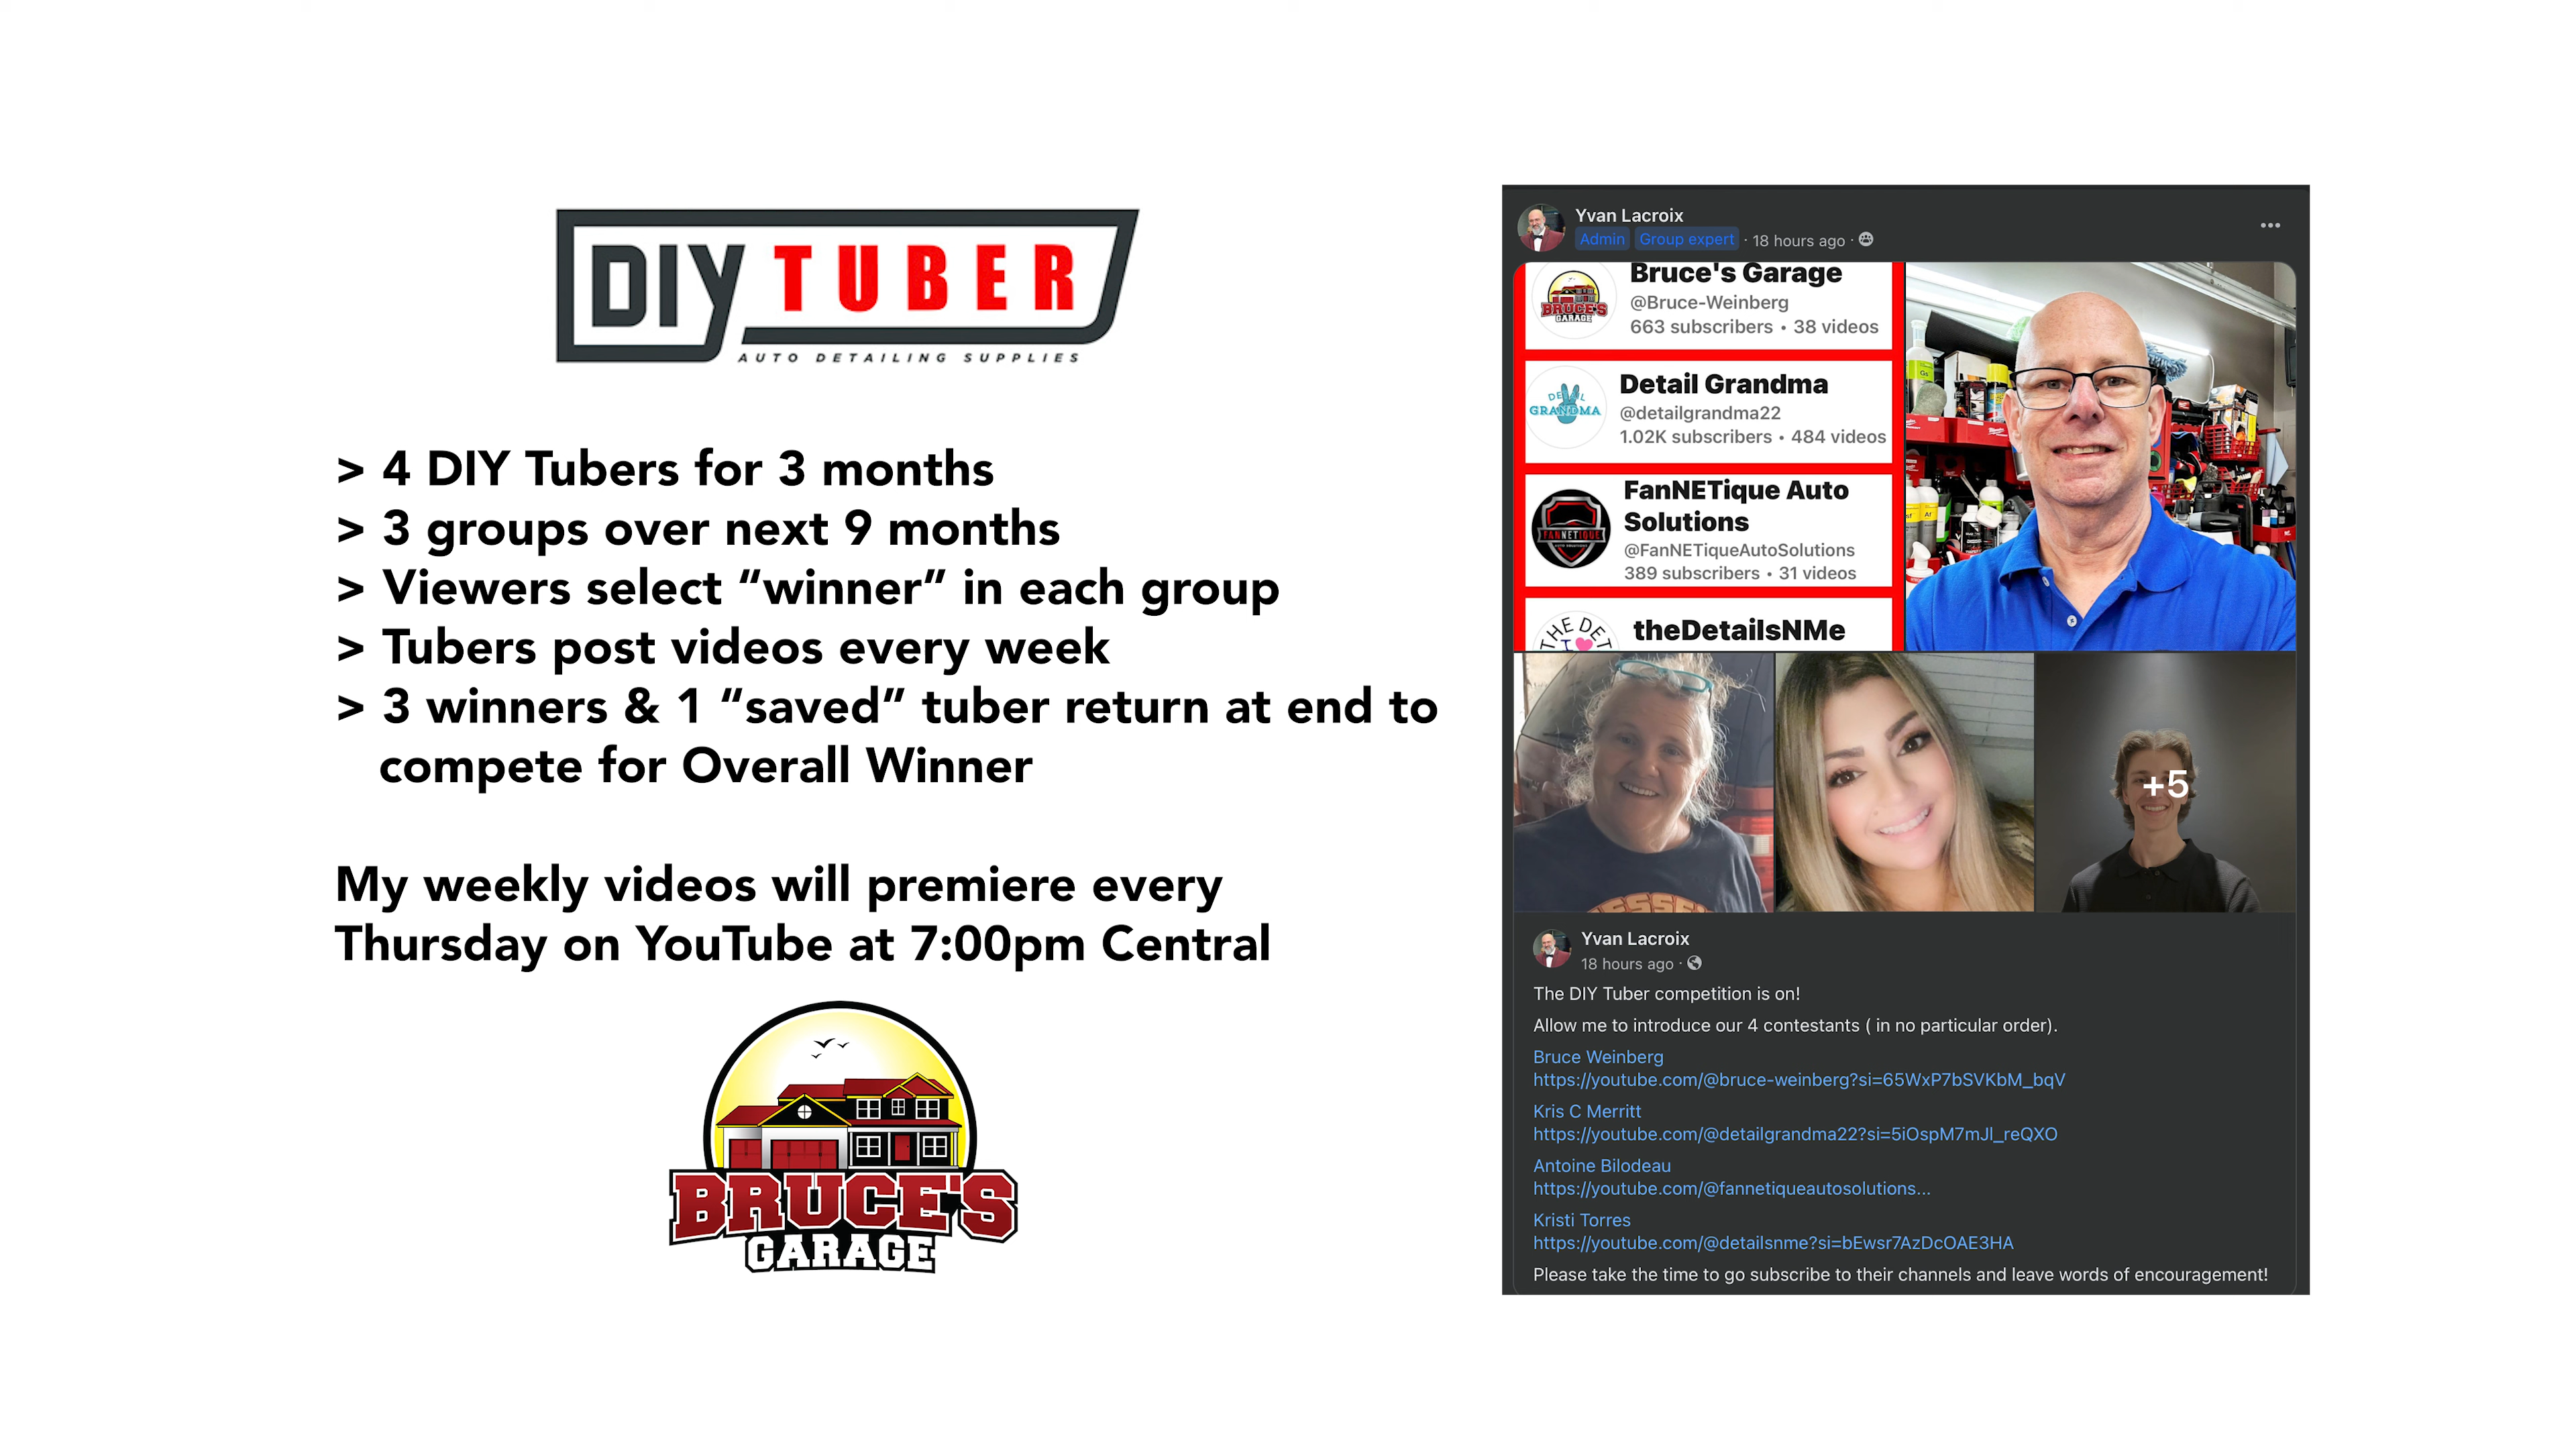 DIY TUBER
AUTO DETAILING SUPPLIES
> 4 DIY Tubers for 3 months
> 3 groups over next 9 months
> Viewers select “winner” in each group
> Tubers post videos every week
> 3 winners & 1 “saved” tuber return at end to
compete for Overall Winner
My weekly videos will premiere every
Thursday on YouTube at 7:00pm Central
BRUCE'S
GARAGE
Yvan Lacroix
Admin Group expert · 18 hours ago ·
BRUCE'S
GARAGE
Bruce's Garage
@Bruce-Weinberg
663 subscribers • 38 videos
GRANDMA
Detail Grandma
@detailgrandma22
1.02K subscribers • 484 videos
FANNETIQUE
FanNETique Auto
Solutions
@FanNETiqueAutoSolutions
389 subscribers • 31 videos
THE DET
I
theDetailsNMe
+5
Yvan Lacroix
18 hours ago ·
The DIY Tuber competition is on!
Allow me to introduce our 4 contestants ( in no particular order).
Bruce Weinberg
https://youtube.com/@bruce-weinberg?si=65WxP7bSVKbM_bqV
Kris C Merritt
https://youtube.com/@detailgrandma22?si=5iOspM7mJl_reQXO
Antoine Bilodeau
https://youtube.com/@fannetiqueautosolutions...
Kristi Torres
https://youtube.com/@detailsnme?si=bEwsr7AzDcOAE3HA
Please take the time to go subscribe to their channels and leave words of encouragement!